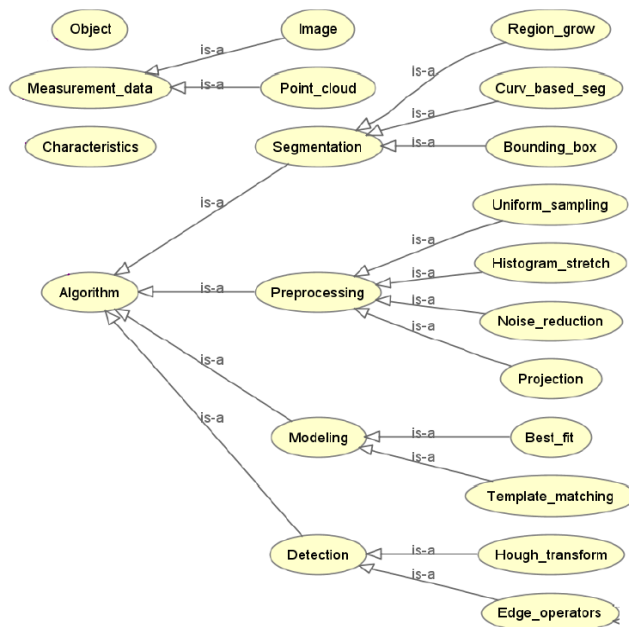 Object
Image
Region_grow
is-a
is-a
Measurement_data
is-a
Point_cloud
Curv_based_seg
is-a
Characteristics
Segmentation
is-a
Bounding_box
is-a
Uniform_sampling
is-a
Histogram_stretch
is-a
Algorithm
is-a
Preprocessing
is-a
Noise_reduction
is-a
Projection
is-a
is-a
Modeling
is-a
Best_fit
is-a
Template_matching
Detection
is-a
Hough_transform
is-a
Edge_operators